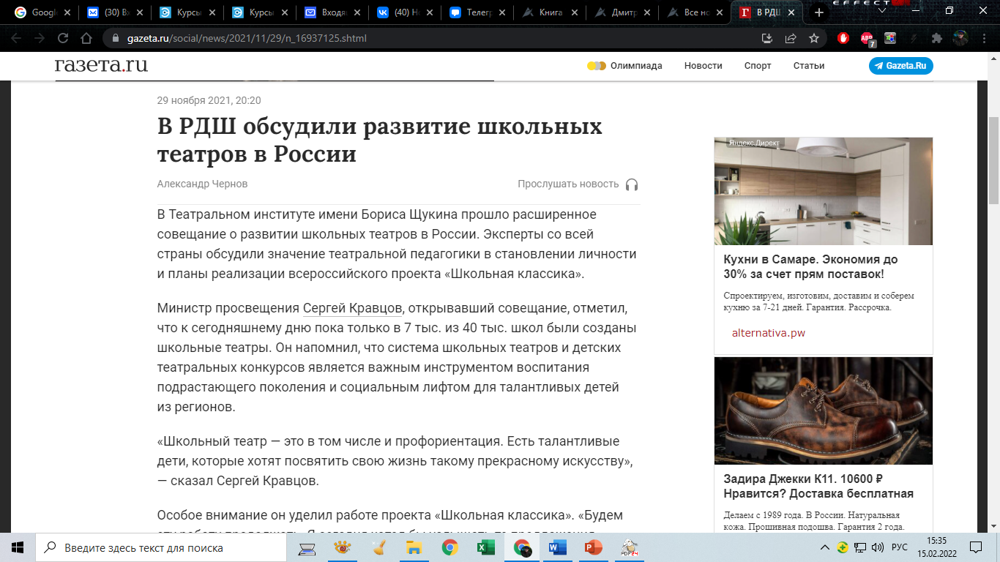 Google
(30) Вх
Курсы
Курсы
Входя
(40) Но
Телегр
Книга
Дмитр
Все но
В РДШ
EFFECT
gazeta.ru/social/news/2021/11/29/n_16937125.shtml
ABP
7
газета.ru
Олимпиада
Новости
Спорт
Статьи
Gazeta.Ru
29 ноября 2021, 20:20
В РДШ обсудили развитие школьных
театров в России
Александр Чернов
Прослушать новость
В Театральном институте имени Бориса Щукина прошло расширенное
совещание о развитии школьных театров в России. Эксперты со всей
страны обсудили значение театральной педагогики в становлении личности
и планы реализации всероссийского проекта «Школьная классика».
Министр просвещения Сергей Кравцов, открывавший совещание, отметил,
что к сегодняшнему дню пока только в 7 тыс. из 40 тыс. школ были созданы
школьные театры. Он напомнил, что система школьных театров и детских
театральных конкурсов является важным инструментом воспитания
подрастающего поколения и социальным лифтом для талантливых детей
из регионов.
«Школьный театр — это в том числе и профориентация. Есть талантливые
дети, которые хотят посвятить свою жизнь такому прекрасному искусству»,
— сказал Сергей Кравцов.
Особое внимание он уделил работе проекта «Школьная классика». «Будем
Яндекс.Директ
Кухни в Самаре. Экономия до
30% за счет прям поставок!
Спроектируем, изготовим, доставим и соберем
кухню за 7-21 дней. Гарантия. Рассрочка.
alternativa.pw
Задира Джекки К11. 10600 ₽
Нравится? Доставка бесплатная
Делаем с 1989 года. В России. Натуральная
кожа. Прошивная подошва. Гарантия 2 года.
Введите здесь текст для поиска
PDF24
РУС
15:35
15.02.2022